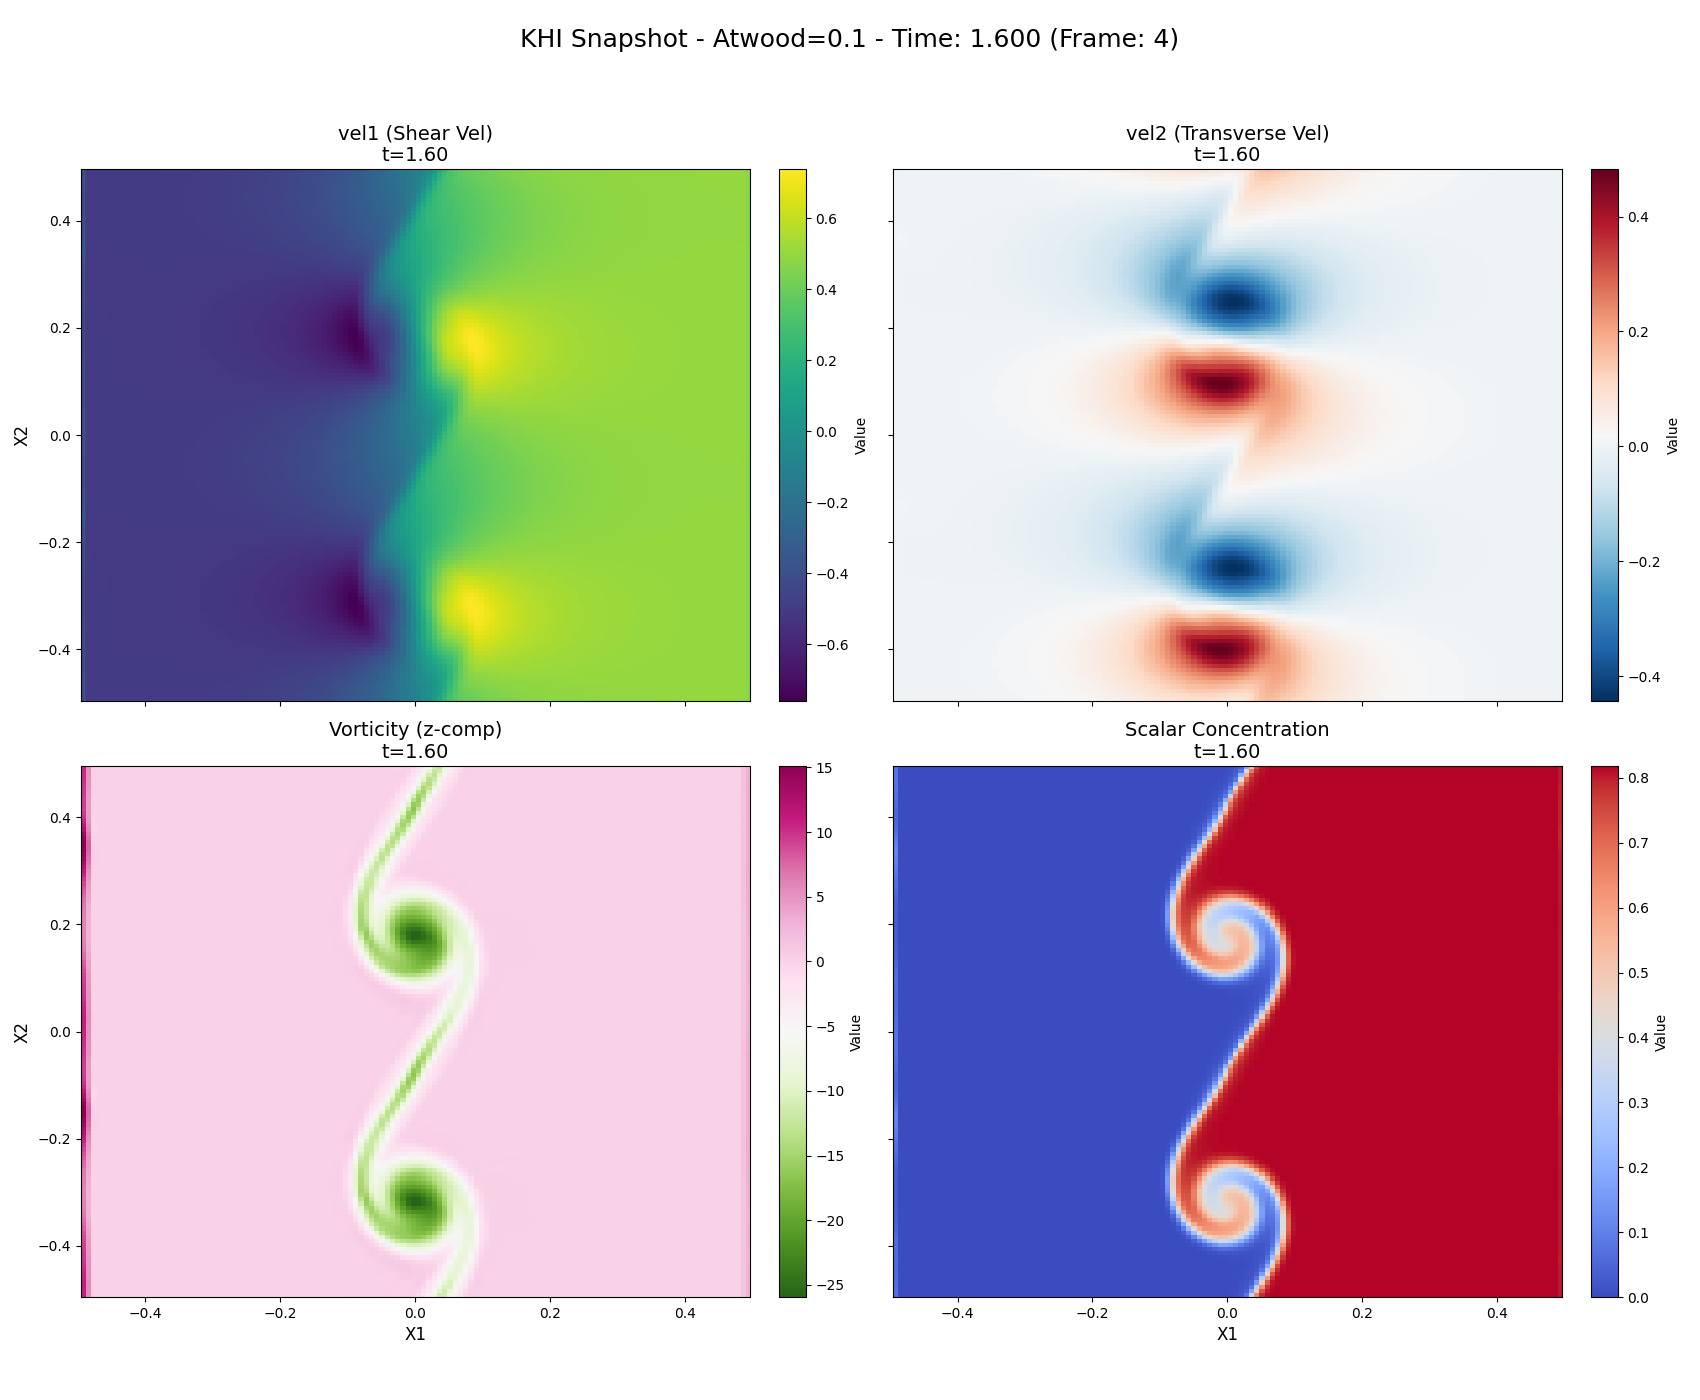 KHI Snapshot - Atwood=0.1 - Time: 1.600 (Frame: 4)
vel1 (Shear Vel)
t=1.60
X2
0.4
0.2
0.0
−0.2
−0.4
0.6
0.4
0.2
0.0
−0.2
−0.4
−0.6
Value
vel2 (Transverse Vel)
t=1.60
0.4
0.2
0.0
−0.2
−0.4
Value
Vorticity (z-comp)
t=1.60
X2
0.4
0.2
0.0
−0.2
−0.4
−0.4 −0.2 0.0 0.2 0.4
X1
15
10
5
0
−5
−10
−15
−20
−25
Value
Scalar Concentration
t=1.60
−0.4 −0.2 0.0 0.2 0.4
X1
0.8
0.7
0.6
0.5
0.4
0.3
0.2
0.1
0.0
Value